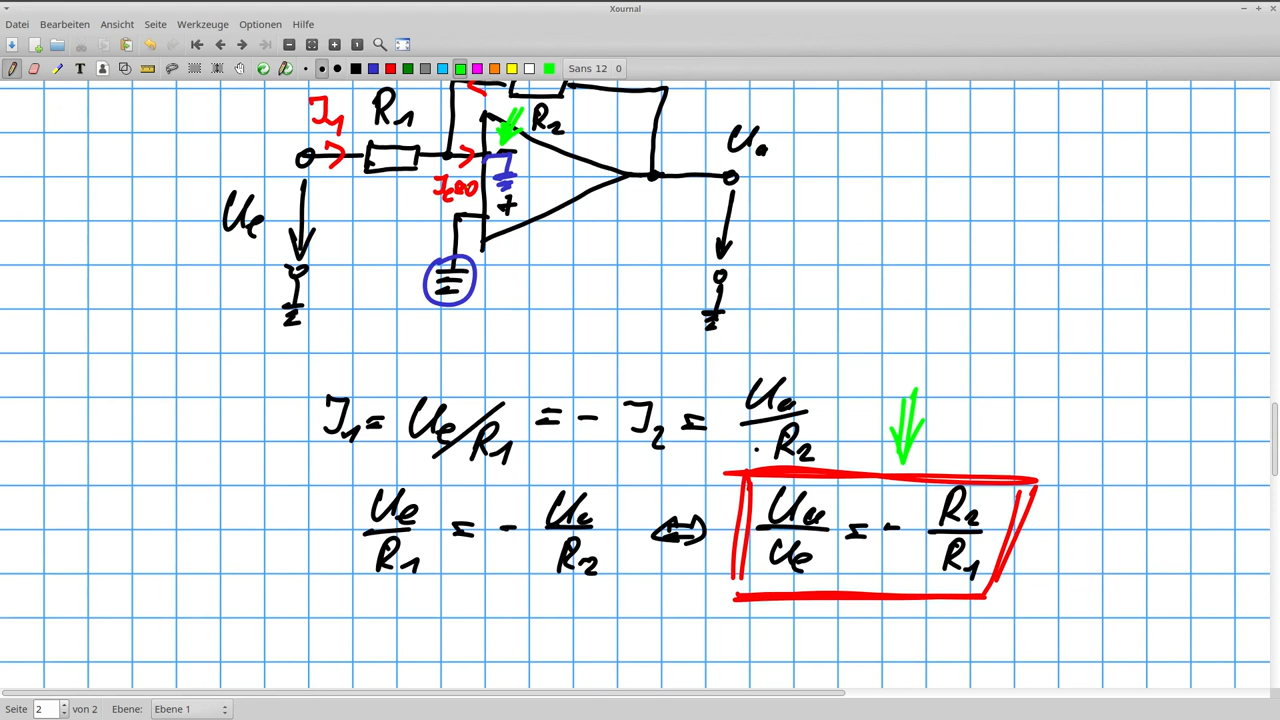 Xournal
Datei Bearbeiten Ansicht Seite Werkzeuge Optionen Hilfe
Sans 12 0
I1 R1 R2 Ua
Ue
+
I1 = Ue/R1 = - I2 = Ua/R2
Ue/R1 = - Ua/R2 ⇔ Ua/Ue = - R2/R1
Seite 2 von 2 Ebene: Ebene 1